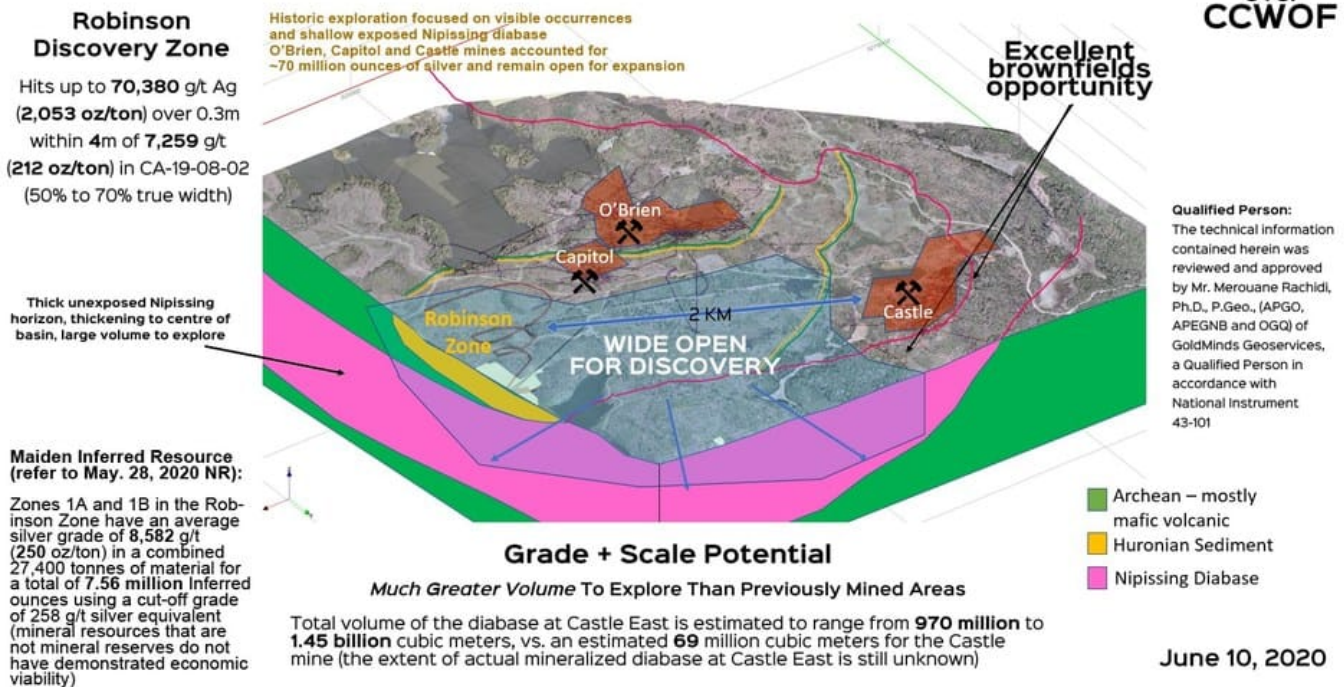 Robinson
Discovery Zone
Hits up to 70,380 g/t Ag
(2,053 oz/ton) over 0.3m
within 4m of 7,259 g/t
(212 oz/ton) in CA-19-08-02
(50% to 70% true width)
Historic exploration focused on visible occurrences
and shallow exposed Nipissing diabase
O'Brien, Capitol and Castle mines accounted for
~70 million ounces of silver and remain open for expansion
CCWOF
Excellent
brownfields
opportunity
O'Brien
Capitol
Castle
Robinson
Zone
2 KM
WIDE OPEN
FOR DISCOVERY
Thick unexposed Nipissing
horizon, thickening to centre of
basin, large volume to explore
Qualified Person:
The technical information
contained herein was
reviewed and approved
by Mr. Merouane Rachidi,
Ph.D., P.Geo., (APGO,
APEGNB and OGQ) of
GoldMinds Geoservices,
a Qualified Person in
accordance with
National Instrument
43-101
Maiden Inferred Resource
(refer to May. 28, 2020 NR):
Zones 1A and 1B in the Rob-
inson Zone have an average
silver grade of 8,582 g/t
(250 oz/ton) in a combined
27,400 tonnes of material for
a total of 7.56 million Inferred
ounces using a cut-off grade
of 258 g/t silver equivalent
(mineral resources that are
not mineral reserves do not
have demonstrated economic
viability)
Archean – mostly
mafic volcanic
Huronian Sediment
Nipissing Diabase
Grade + Scale Potential
Much Greater Volume To Explore Than Previously Mined Areas
Total volume of the diabase at Castle East is estimated to range from 970 million to
1.45 billion cubic meters, vs. an estimated 69 million cubic meters for the Castle
mine (the extent of actual mineralized diabase at Castle East is still unknown)
June 10, 2020